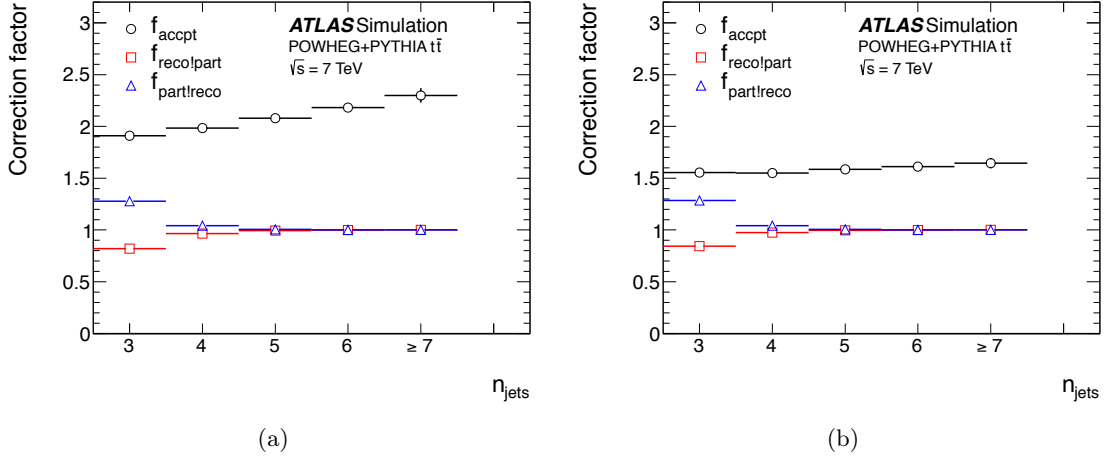 Correction factor
3
2.5
2
1.5
1
0.5
0
f_accpt
f_reco!part
f_part!reco
ATLAS Simulation
POWHEG+PYTHIA tt̄
√s = 7 TeV
3 4 5 6 ≥ 7
n_jets
(a)
Correction factor
3
2.5
2
1.5
1
0.5
0
f_accpt
f_reco!part
f_part!reco
ATLAS Simulation
POWHEG+PYTHIA tt̄
√s = 7 TeV
3 4 5 6 ≥ 7
n_jets
(b)